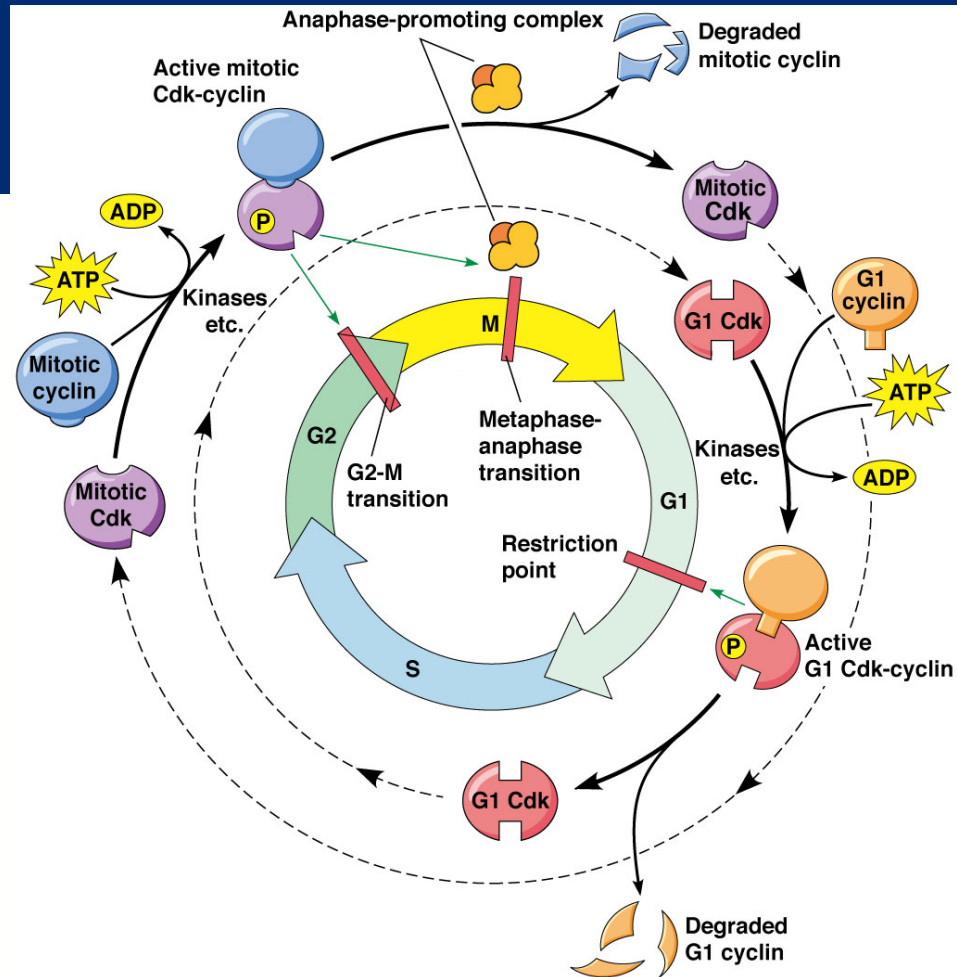 Anaphase-promoting complex
Degraded
mitotic cyclin
Active mitotic
Cdk-cyclin
P
ADP
ATP
Kinases
etc.
Mitotic
cyclin
Mitotic
Cdk
Mitotic
Cdk
G1 Cdk
G1
cyclin
ATP
Kinases
etc.
ADP
M
G2
G1
S
G2-M
transition
Metaphase-
anaphase
transition
Restriction
point
P
Active
G1 Cdk-cyclin
G1 Cdk
Degraded
G1 cyclin